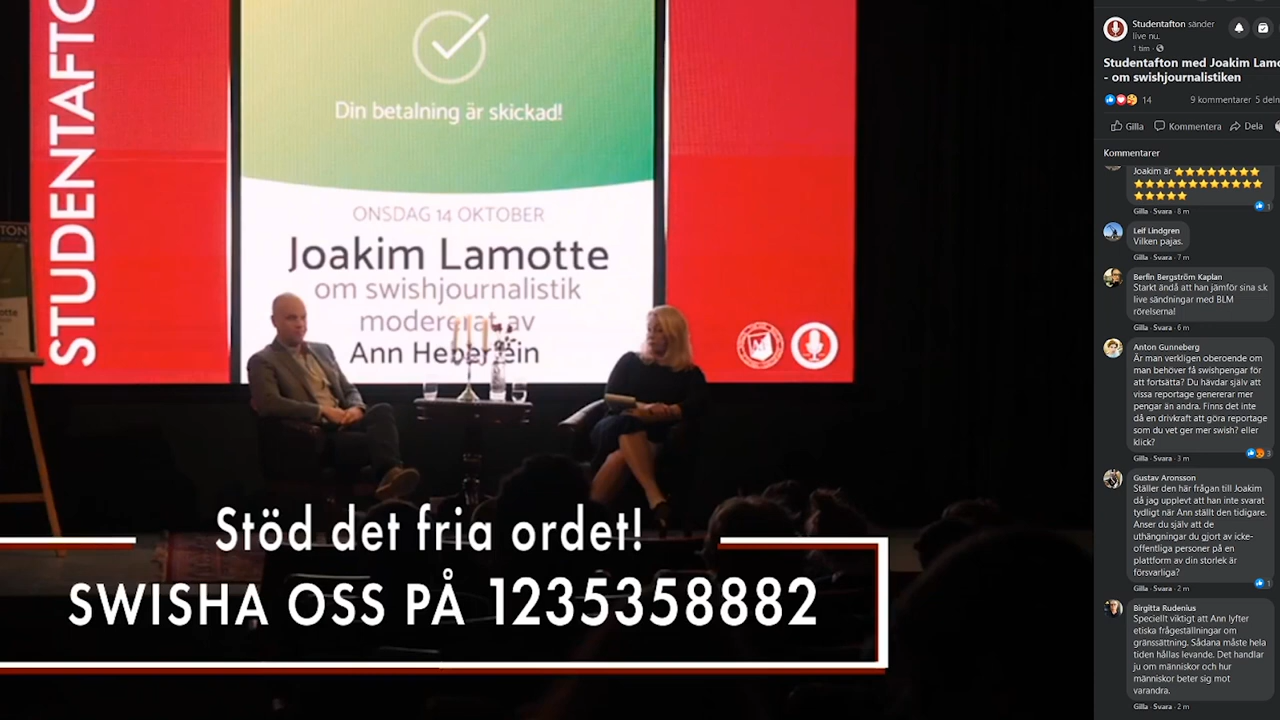 STUDENTAFTO
Din betalning är skickad!
ONSDAG 14 OKTOBER
Joakim Lamotte
om swishjournalistik
modererat av
Ann Heberlein
Stöd det fria ordet!
SWISHA OSS PÅ 1235358882
Studentafton sänder
live nu.
1 tim
Studentafton med Joakim Lamo
- om swishjournalistiken
14
9 kommentarer 5 deln
Gilla Kommentera Dela
Kommentarer
Joakim är ⭐⭐⭐⭐⭐⭐⭐⭐
⭐⭐⭐⭐⭐⭐⭐⭐⭐⭐⭐⭐
⭐⭐⭐⭐⭐
1
Gilla · Svara · 8 m
Leif Lindgren
Vilken pajas.
Gilla · Svara · 7 m
Berfin Bergström Kaplan
Starkt ändå att han jämför sina s.k
live sändningar med BLM
rörelserna!
Gilla · Svara · 6 m
Anton Gunneberg
Är man verkligen oberoende om
man behöver få swishpengar för
att fortsätta? Du hävdar själv att
vissa reportage genererar mer
pengar än andra. Finns det inte
då en drivkraft att göra reportage
som du vet ger mer swish? eller
klick?
3
Gilla · Svara · 3 m
Gustav Aronsson
Ställer den här frågan till Joakim
då jag upplevt att han inte svarat
tydligt när Ann ställt den tidigare.
Anser du själv att de
uthängningar du gjort av icke-
offentliga personer på en
plattform av din storlek är
försvarliga?
1
Gilla · Svara · 2 m
Birgitta Rudenius
Speciellt viktigt att Ann lyfter
etiska frågeställningar om
gränssättning. Sådana måste hela
tiden hållas levande. Det handlar
ju om människor och hur
människor beter sig mot
varandra.
Gilla · Svara · 2 m